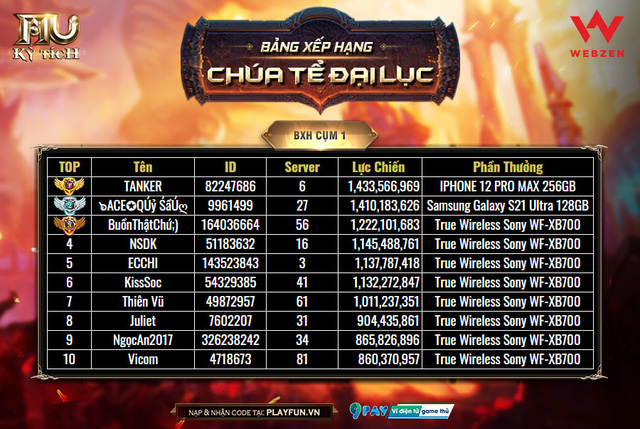 MU
KỲ TÍCH
BẢNG XẾP HẠNG
CHÚA TỂ ĐẠI LỤC
WEBZEN
BXH CỤM 1
TOP Tên ID Server Lực Chiến Phần Thưởng
1 TANKER 82247686 6 1,433,566,969 IPHONE 12 PRO MAX 256GB
2 ๖ACE✪QÚỷ ŚấÚღ 9961499 27 1,410,183,626 Samsung Galaxy S21 Ultra 128GB
3 BuồnThậtChứ;) 164036664 56 1,222,101,683 True Wireless Sony WF-XB700
4 NSDK 51183632 16 1,145,488,761 True Wireless Sony WF-XB700
5 ECCHI 143523843 3 1,137,787,418 True Wireless Sony WF-XB700
6 KissSoc 54329385 41 1,132,272,847 True Wireless Sony WF-XB700
7 Thiên Vũ 49872957 61 1,011,237,351 True Wireless Sony WF-XB700
8 Juliet 7602207 31 904,435,861 True Wireless Sony WF-XB700
9 NgọcAn2017 326238242 34 865,826,896 True Wireless Sony WF-XB700
10 Vicom 4718673 81 860,370,957 True Wireless Sony WF-XB700
NẠP & NHẬN CODE TẠI: PLAYFUN.VN
9PAY Ví điện tử game thủ